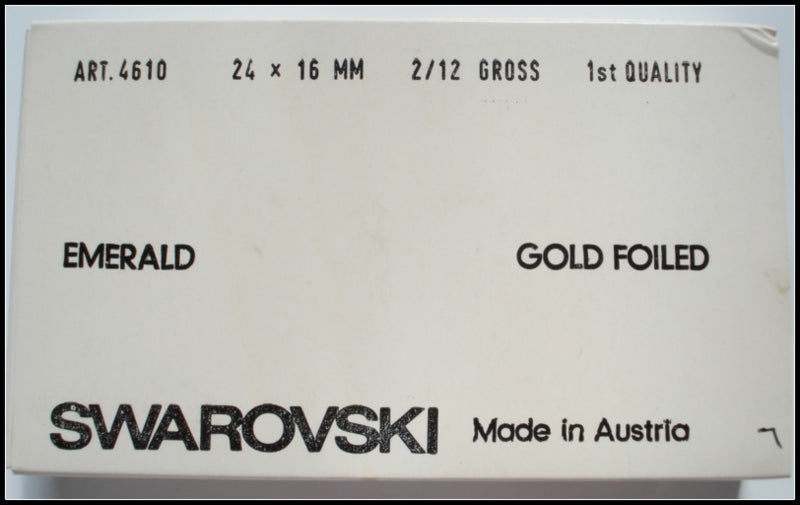 ART. 4610 24 x 16 MM 2/12 GROSS 1st QUALITY
EMERALD GOLD FOILED
SWAROVSKI Made in Austria